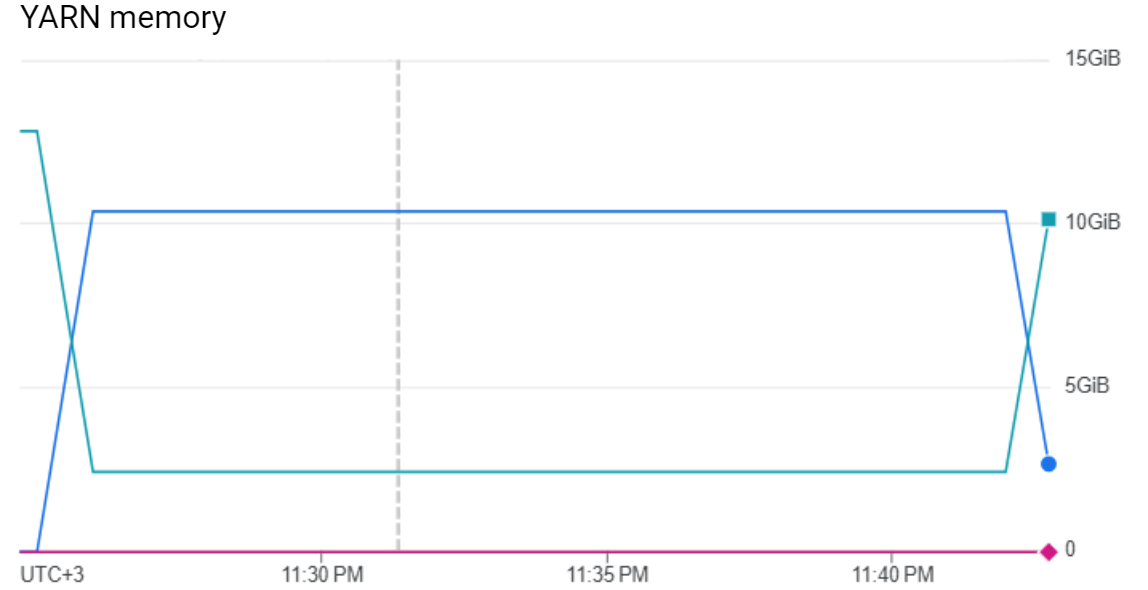 YARN memory
15GiB
10GiB
5GiB
0
UTC+3 11:30 PM 11:35 PM 11:40 PM